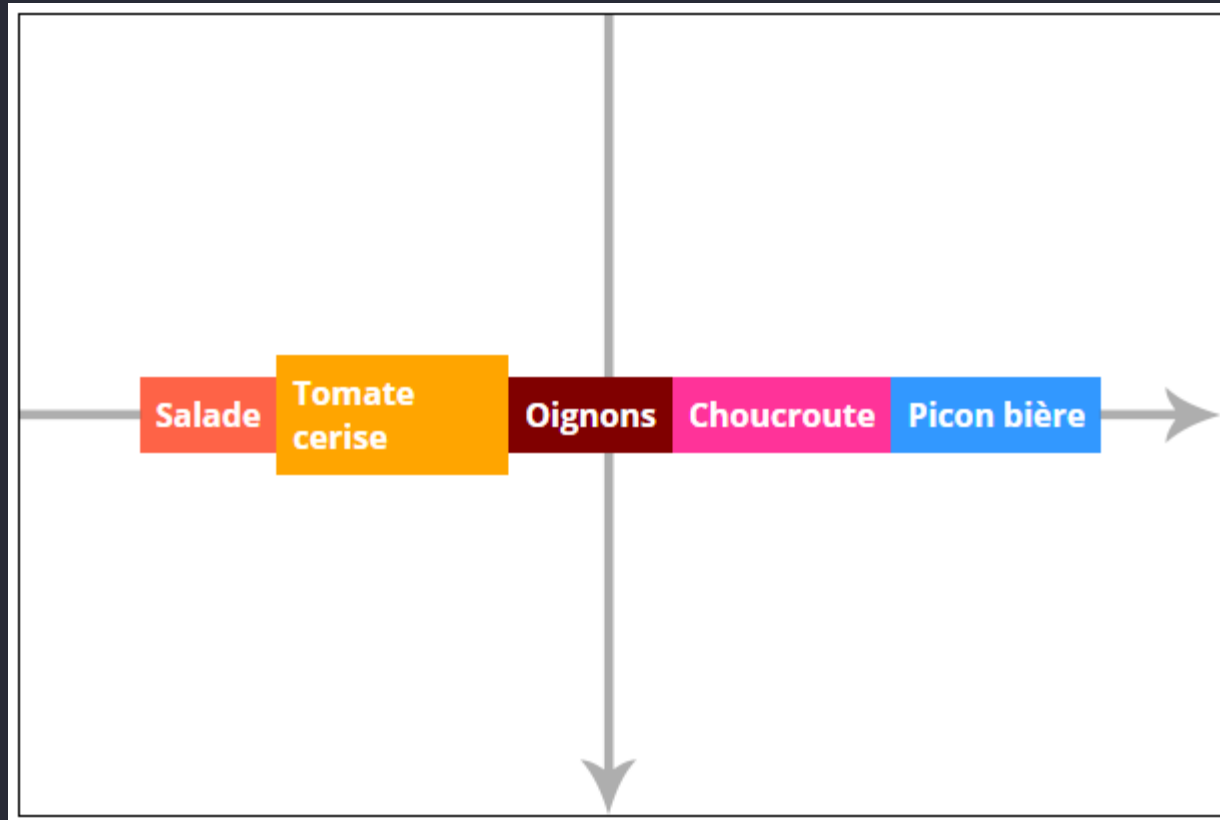 Salade
Tomate
cerise
Oignons
Choucroute
Picon bière